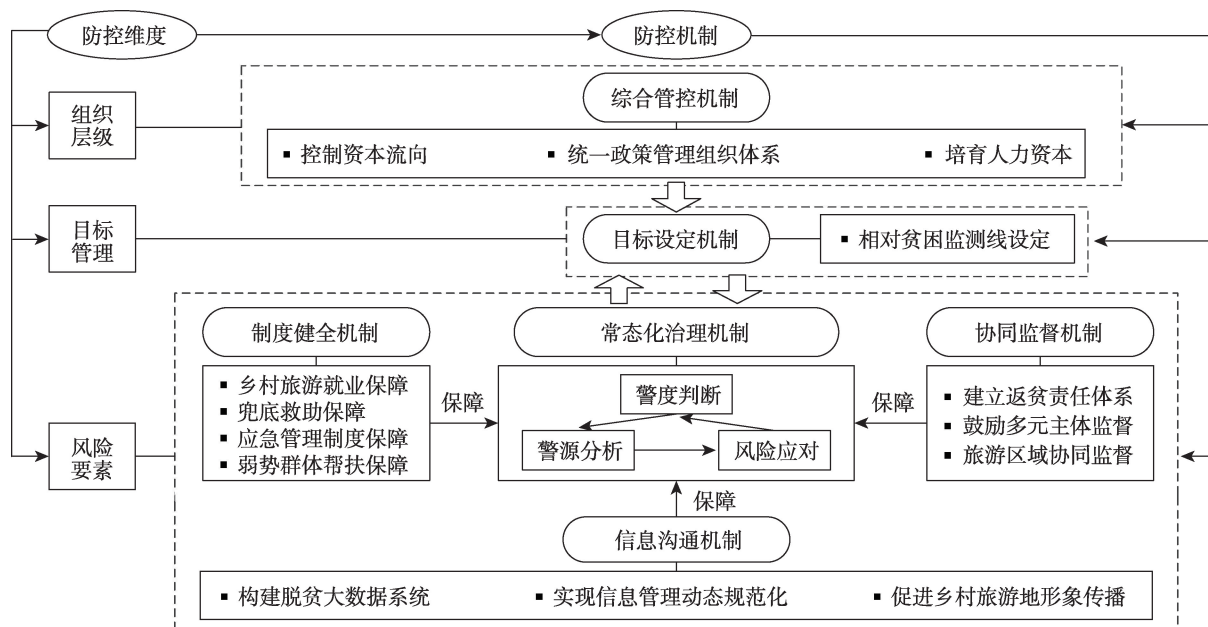 防控维度
防控机制
综合管控机制
组织
层级
▪ 控制资本流向
▪ 统一政策管理组织体系
▪ 培育人力资本
目标
管理
目标设定机制
▪ 相对贫困监测线设定
制度健全机制
常态化治理机制
协同监督机制
▪ 乡村旅游就业保障
▪ 兜底救助保障
▪ 应急管理制度保障
▪ 弱势群体帮扶保障
保障
警度判断
警源分析
风险应对
保障
▪ 建立返贫责任体系
▪ 鼓励多元主体监督
▪ 旅游区域协同监督
风险
要素
保障
信息沟通机制
▪ 构建脱贫大数据系统
▪ 实现信息管理动态规范化
▪ 促进乡村旅游地形象传播